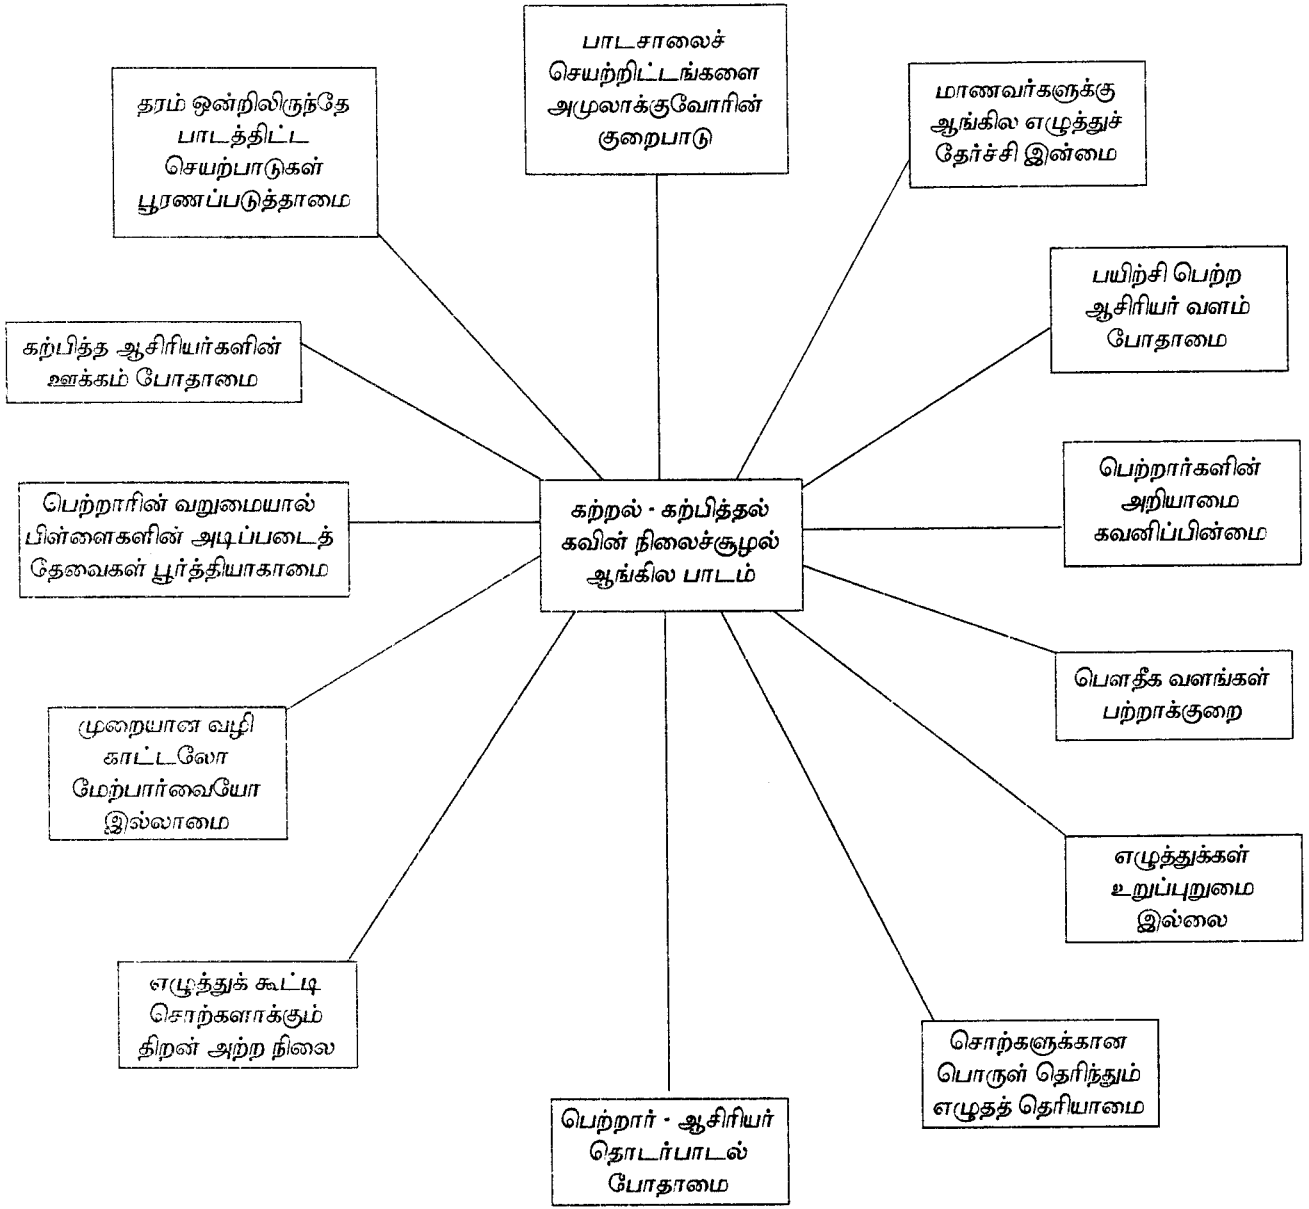 பாடசாலைச்
செயற்றிட்டங்களை
அமுலாக்குவோரின்
குறைபாடு
தரம் ஒன்றிலிருந்தே
பாடத்திட்ட
செயற்பாடுகள்
பூரணப்படுத்தாமை
மாணவர்களுக்கு
ஆங்கில எழுத்துச்
தேர்ச்சி இன்மை
பயிற்சி பெற்ற
ஆசிரியர் வளம்
போதாமை
கற்பித்த ஆசிரியர்களின்
ஊக்கம் போதாமை
பெற்றார்களின்
அறியாமை
கவனிப்பின்மை
பெற்றாரின் வறுமையால்
பிள்ளைகளின் அடிப்படைத்
தேவைகள் பூர்த்தியாகாமை
கற்றல் - கற்பித்தல்
கவின் நிலைச்சூழல்
ஆங்கில பாடம்
பௌதீக வளங்கள்
பற்றாக்குறை
முறையான வழி
காட்டலோ
மேற்பார்வையோ
இல்லாமை
எழுத்துக்கள்
உறுப்புறுமை
இல்லை
எழுத்துக் கூட்டி
சொற்களாக்கும்
திறன் அற்ற நிலை
சொற்களுக்கான
பொருள் தெரிந்தும்
எழுதத் தெரியாமை
பெற்றார் - ஆசிரியர்
தொடர்பாடல்
போதாமை